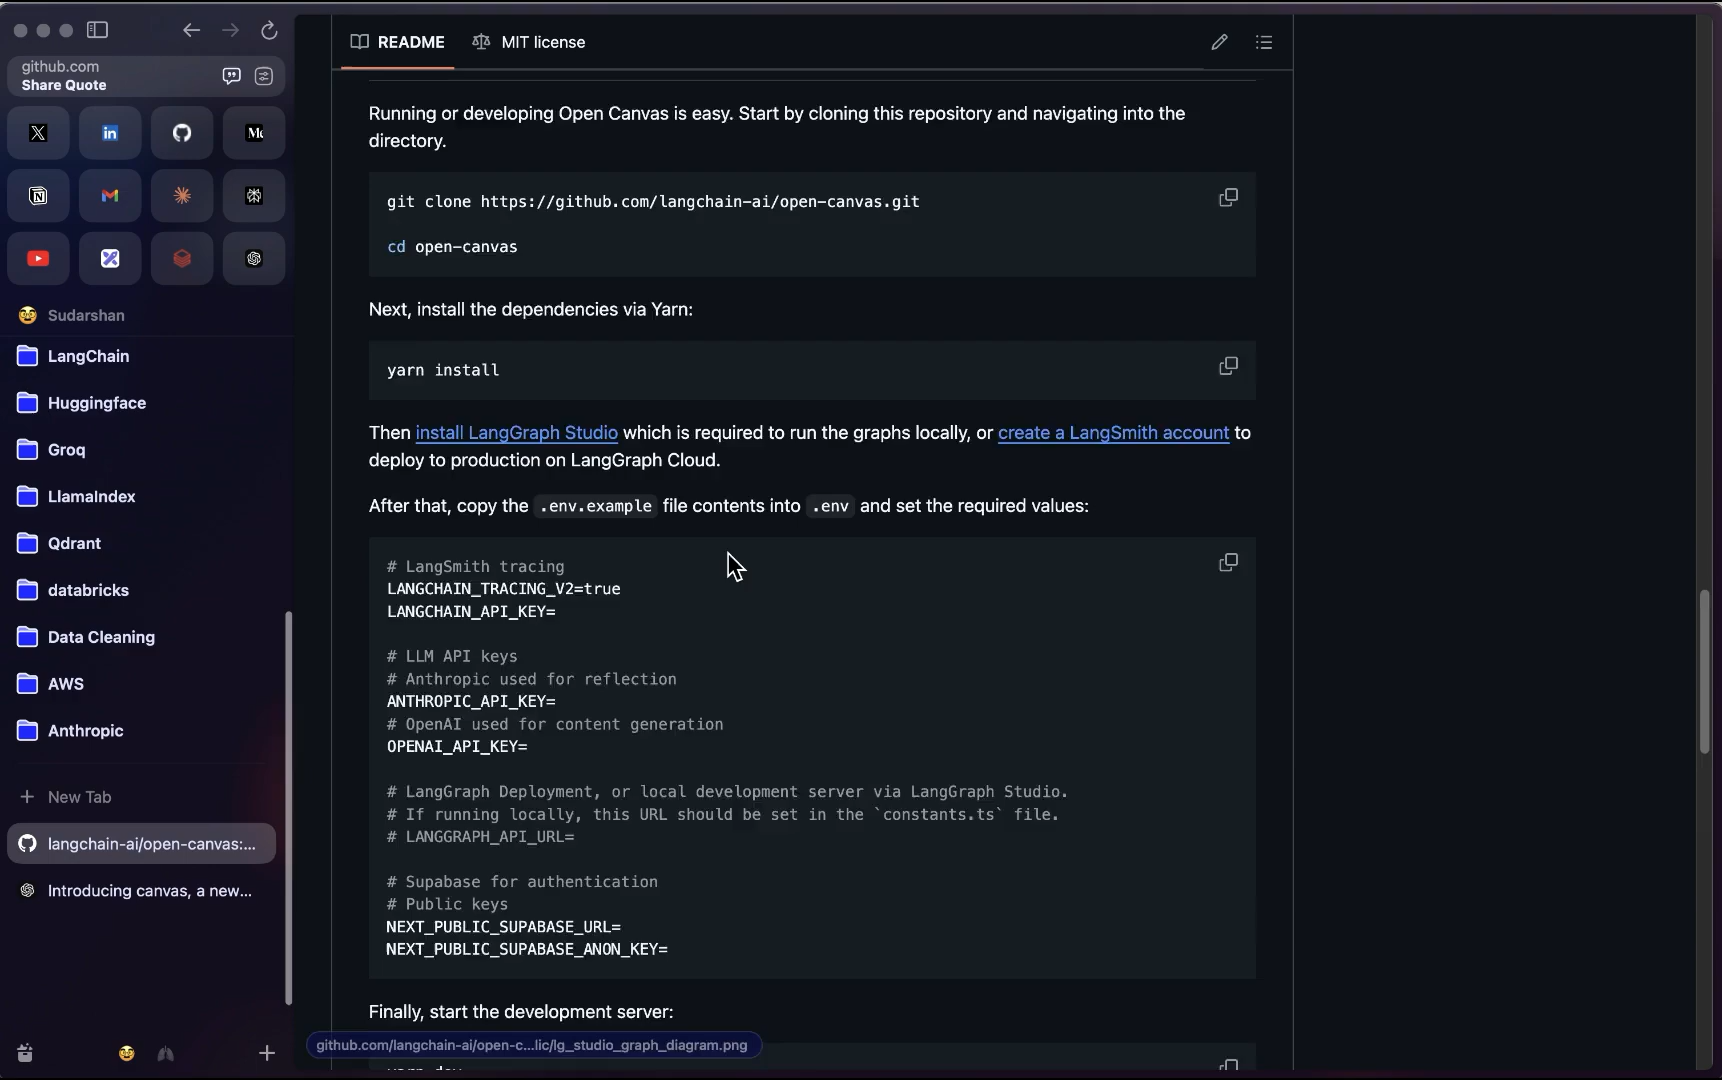 github.com
Share Quote
Sudarshan
LangChain
Huggingface
Groq
LlamaIndex
Qdrant
databricks
Data Cleaning
AWS
Anthropic
New Tab
langchain-ai/open-canvas:...
Introducing canvas, a new...
README
MIT license
Running or developing Open Canvas is easy. Start by cloning this repository and navigating into the
directory.
git clone https://github.com/langchain-ai/open-canvas.git
cd open-canvas
Next, install the dependencies via Yarn:
yarn install
Then install LangGraph Studio which is required to run the graphs locally, or create a LangSmith account to
deploy to production on LangGraph Cloud.
After that, copy the .env.example file contents into .env and set the required values:
# LangSmith tracing
LANGCHAIN_TRACING_V2=true
LANGCHAIN_API_KEY=
# LLM API keys
# Anthropic used for reflection
ANTHROPIC_API_KEY=
# OpenAI used for content generation
OPENAI_API_KEY=
# LangGraph Deployment, or local development server via LangGraph Studio.
# If running locally, this URL should be set in the `constants.ts` file.
# LANGGRAPH_API_URL=
# Supabase for authentication
# Public keys
NEXT_PUBLIC_SUPABASE_URL=
NEXT_PUBLIC_SUPABASE_ANON_KEY=
Finally, start the development server:
github.com/langchain-ai/open-c...lic/lg_studio_graph_diagram.png